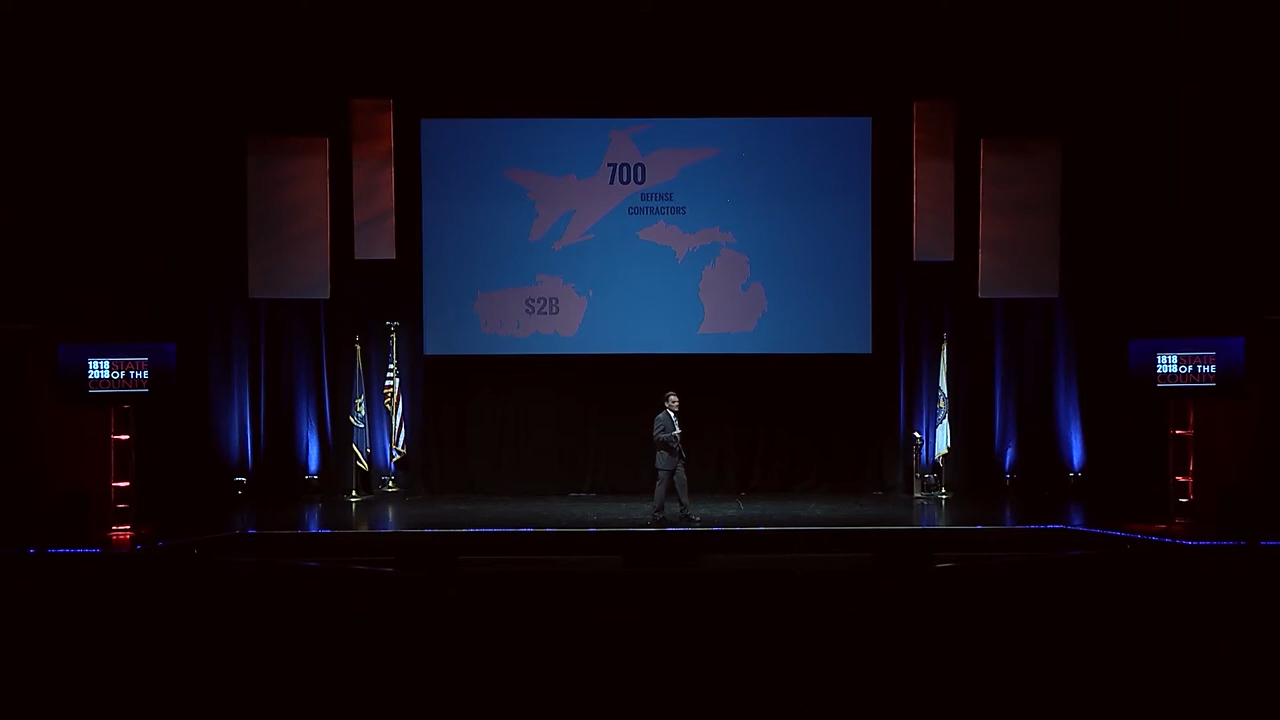 700
DEFENSE
CONTRACTORS
$2B
1818 STATE
2018 OF THE
COUNTY
1818 STATE
2018 OF THE
COUNTY